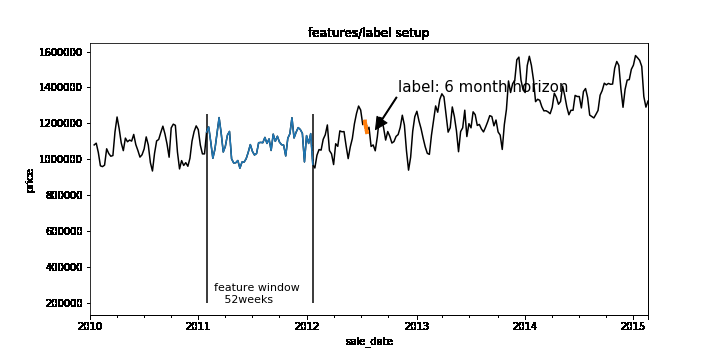 features/label setup
1600000
label: 6 month horizon
1400000
1200000
1000000
price
800000
600000
400000
feature window
52weeks
200000
2010 2011 2012 2013 2014 2015
sale_date